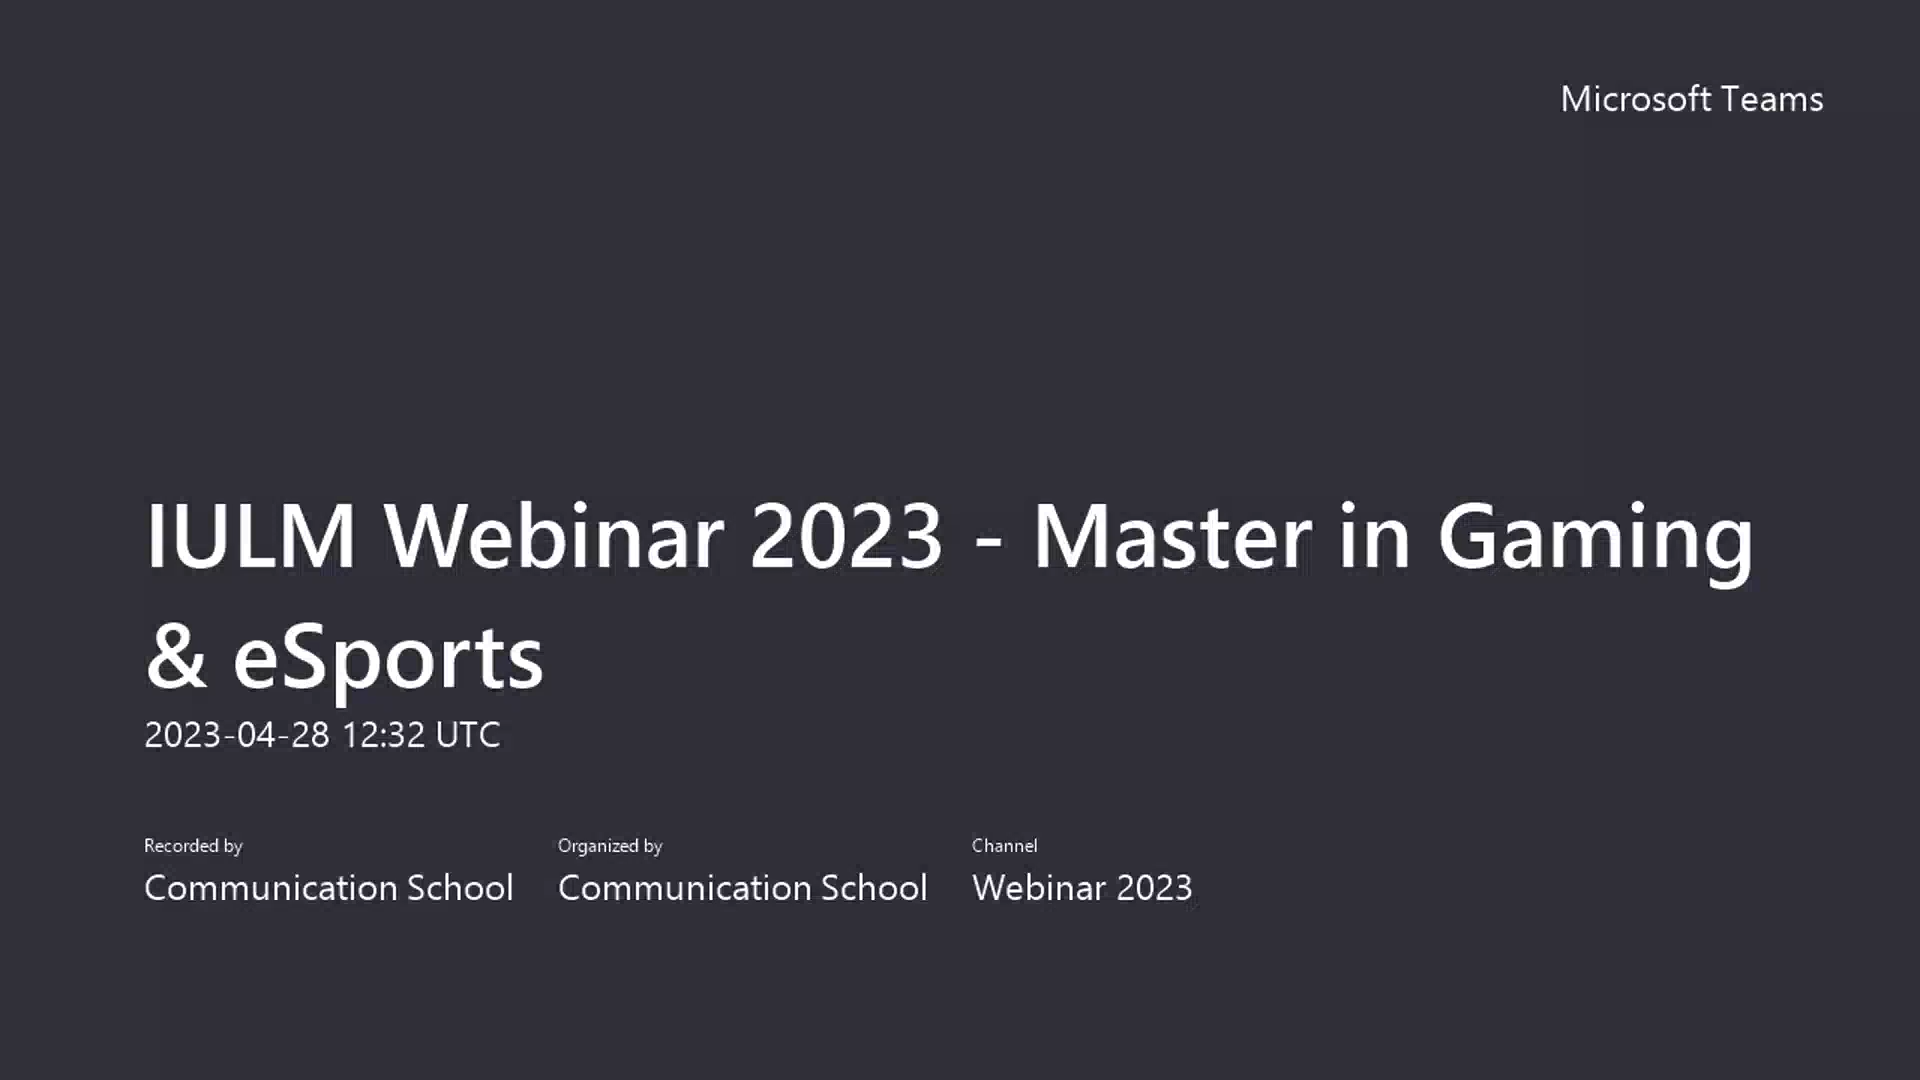 Microsoft Teams
IULM Webinar 2023 - Master in Gaming
& eSports
2023-04-28 12:32 UTC
Recorded by
Communication School
Organized by
Communication School
Channel
Webinar 2023